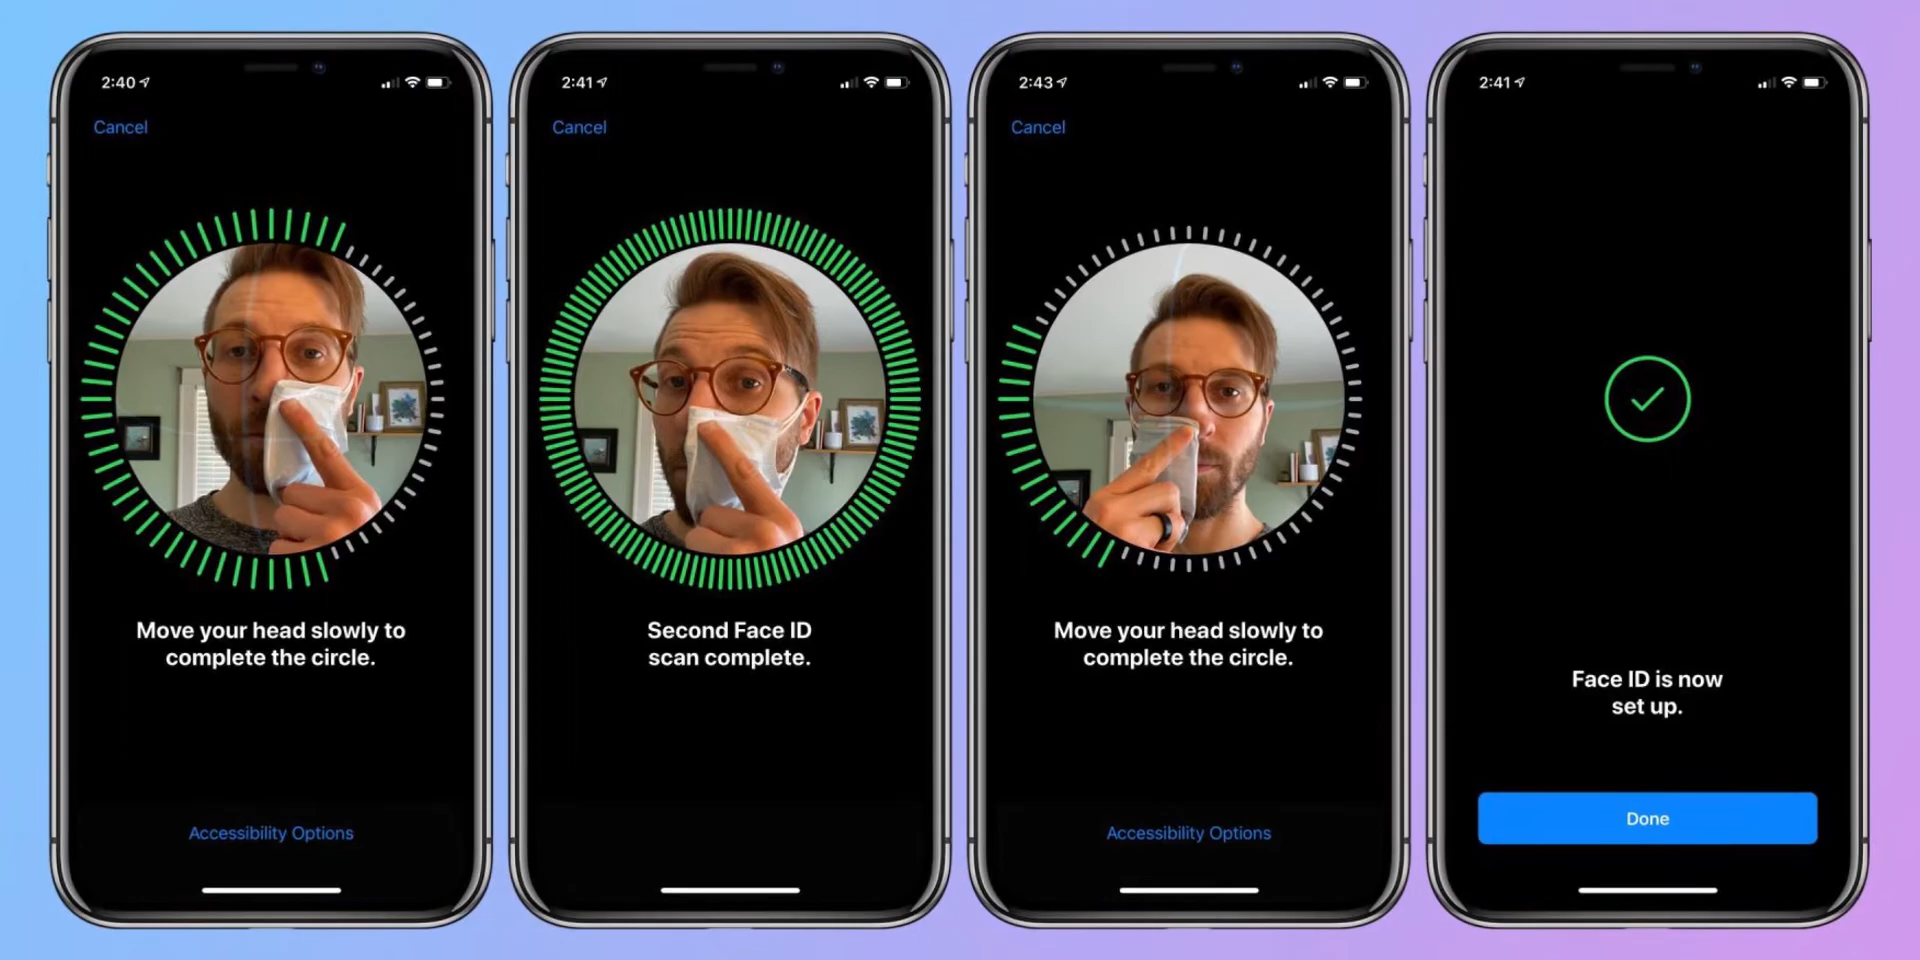 2:40
Cancel
Move your head slowly to
complete the circle.
Accessibility Options
2:41
Cancel
Second Face ID
scan complete.
2:43
Cancel
Move your head slowly to
complete the circle.
Accessibility Options
2:41
Face ID is now
set up.
Done